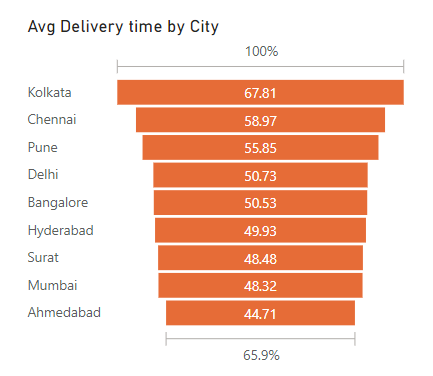 Avg Delivery time by City
100%
Kolkata 67.81
Chennai 58.97
Pune 55.85
Delhi 50.73
Bangalore 50.53
Hyderabad 49.93
Surat 48.48
Mumbai 48.32
Ahmedabad 44.71
65.9%